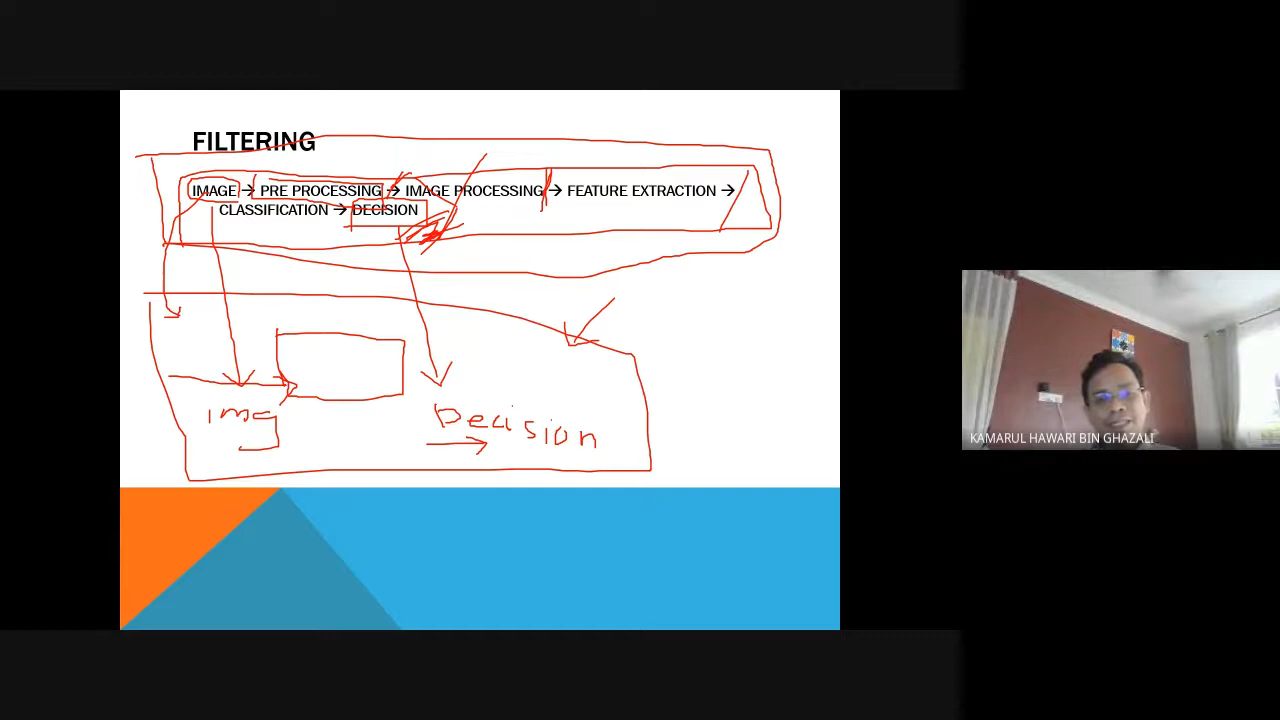 FILTERING
IMAGE → PRE PROCESSING → IMAGE PROCESSING → FEATURE EXTRACTION →
CLASSIFICATION → DECISION
img
Decision
KAMARUL HAWARI BIN GHAZALI